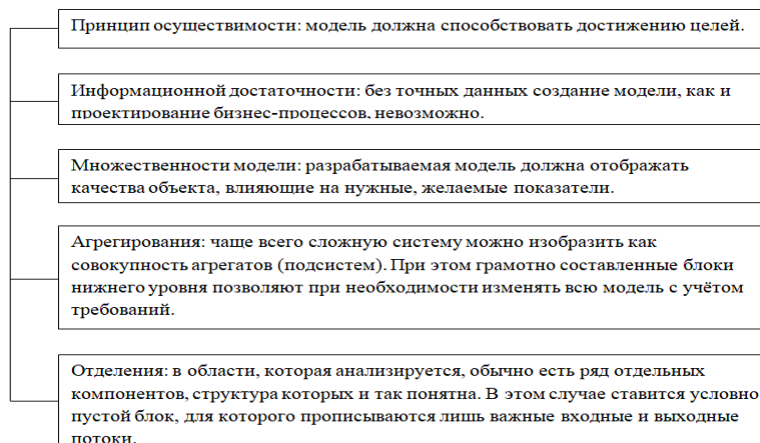 Принцип осуществимости: модель должна способствовать достижению целей.
Информационной достаточности: без точных данных создание модели, как и
проектирование бизнес-процессов, невозможно.
Множественности модели: разрабатываемая модель должна отображать
качества объекта, влияющие на нужные, желаемые показатели.
Агрегирования: чаще всего сложную систему можно изобразить как
совокупность агрегатов (подсистем). При этом грамотно составленные блоки
нижнего уровня позволяют при необходимости изменять всю модель с учётом
требований.
Отделения: в области, которая анализируется, обычно есть ряд отдельных
компонентов, структура которых и так понятна. В этом случае ставится условно
пустой блок, для которого прописываются лишь важные входные и выходные
потоки.